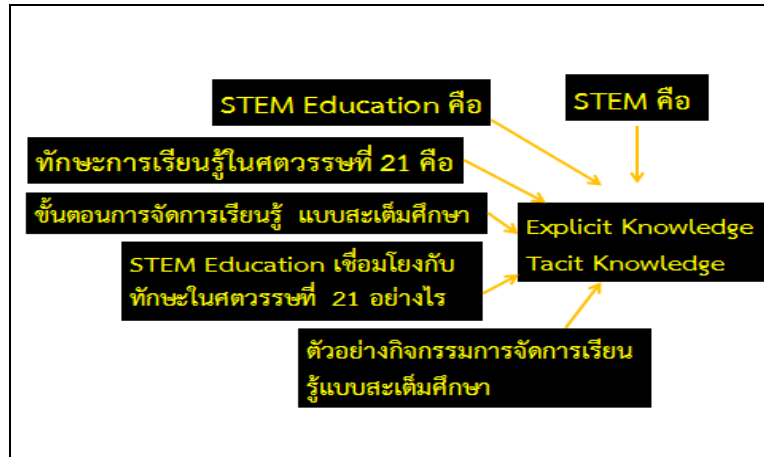 STEM Education คือ
STEM คือ
ทักษะการเรียนรู้ในศตวรรษที่ 21 คือ
ขั้นตอนการจัดการเรียนรู้ แบบสะเต็มศึกษา
Explicit Knowledge
Tacit Knowledge
STEM Education เชื่อมโยงกับ
ทักษะในศตวรรษที่ 21 อย่างไร
ตัวอย่างกิจกรรมการจัดการเรียน
รู้แบบสะเต็มศึกษา